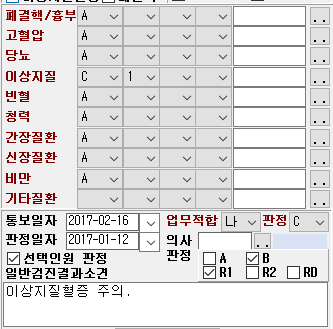 폐결핵/흉부 A
고혈압 A
당뇨 A
이상지질 C 1
빈혈 A
청력 A
간장질환 A
신장질환 A
비만 A
기타질환 A
통보일자 2017-02-16 업무적합 나 판정 C
판정일자 2017-01-12 의사 ..
선택인원 판정 판정 A B
일반검진결과소견 R1 R2 RD
이상지질혈증 주의.